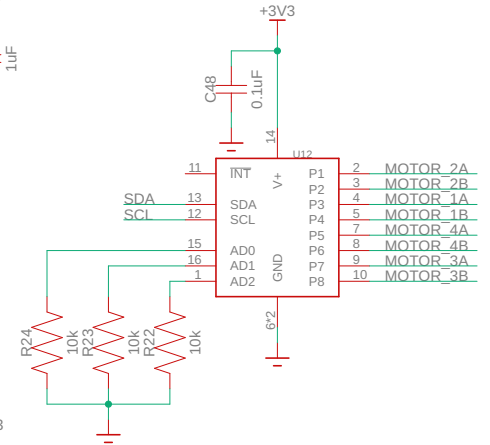 +3V3
1uF
C48
0.1uF
14
U12
11
INT
V+
P1
2
MOTOR_2A
P2
3
MOTOR_2B
SDA
13
SDA
P3
4
MOTOR_1A
SCL
12
SCL
P4
5
MOTOR_1B
P5
7
MOTOR_4A
15
AD0
P6
8
MOTOR_4B
16
AD1
GND
P7
9
MOTOR_3A
1
AD2
P8
10
MOTOR_3B
6*2
R24
10k
R23
10k
R22
10k